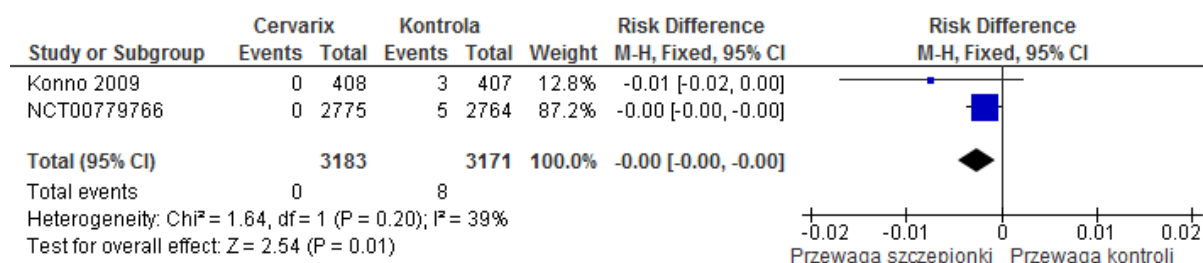 Cervarix Kontrola Risk Difference Risk Difference
Study or Subgroup Events Total Events Total Weight M-H, Fixed, 95% CI M-H, Fixed, 95% CI
Konno 2009 0 408 3 407 12.8% -0.01 [-0.02, 0.00]
NCT00779766 0 2775 5 2764 87.2% -0.00 [-0.00, -0.00]
Total (95% CI) 3183 3171 100.0% -0.00 [-0.00, -0.00]
Total events 0 8
Heterogeneity: Chi² = 1.64, df = 1 (P = 0.20); I² = 39%
Test for overall effect: Z = 2.54 (P = 0.01)
-0.02 -0.01 0 0.01 0.02
Przewaga szczepionki Przewaga kontroli